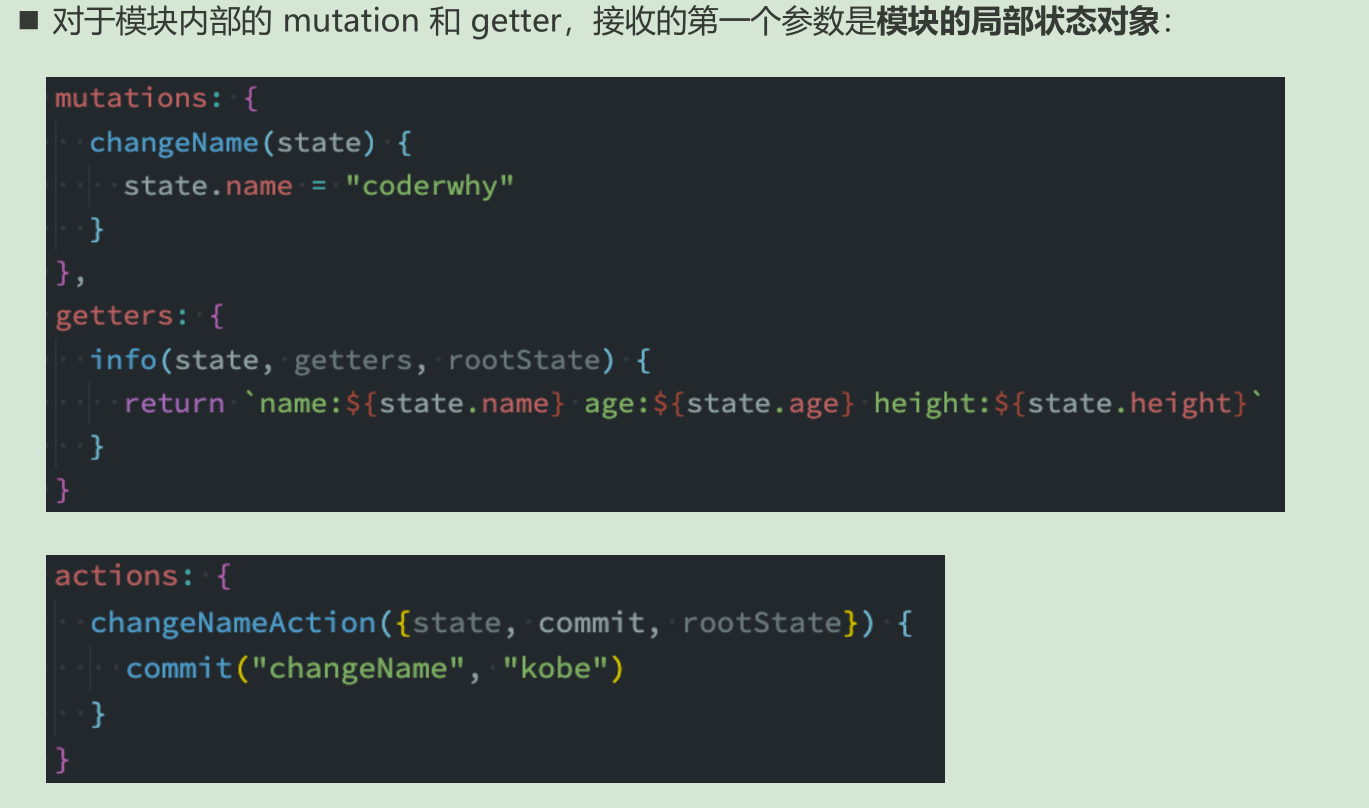 ■ 对于模块内部的 mutation 和 getter，接收的第一个参数是模块的局部状态对象：
mutations: {
  changeName(state) {
    state.name = "coderwhy"
  }
},
getters: {
  info(state, getters, rootState) {
    return `name:${state.name} age:${state.age} height:${state.height}`
  }
}
actions: {
  changeNameAction({state, commit, rootState}) {
    commit("changeName", "kobe")
  }
}